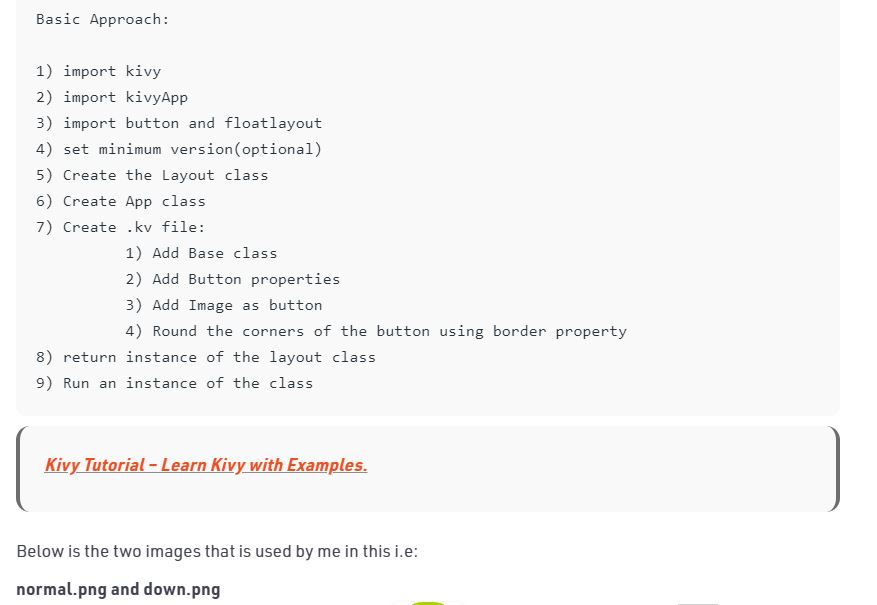 Basic Approach:
1) import kivy
2) import kivyApp
3) import button and floatlayout
4) set minimum version(optional)
5) Create the Layout class
6) Create App class
7) Create .kv file:
1) Add Base class
2) Add Button properties
3) Add Image as button
4) Round the corners of the button using border property
8) return instance of the layout class
9) Run an instance of the class
Kivy Tutorial – Learn Kivy with Examples.
Below is the two images that is used by me in this i.e:
normal.png and down.png